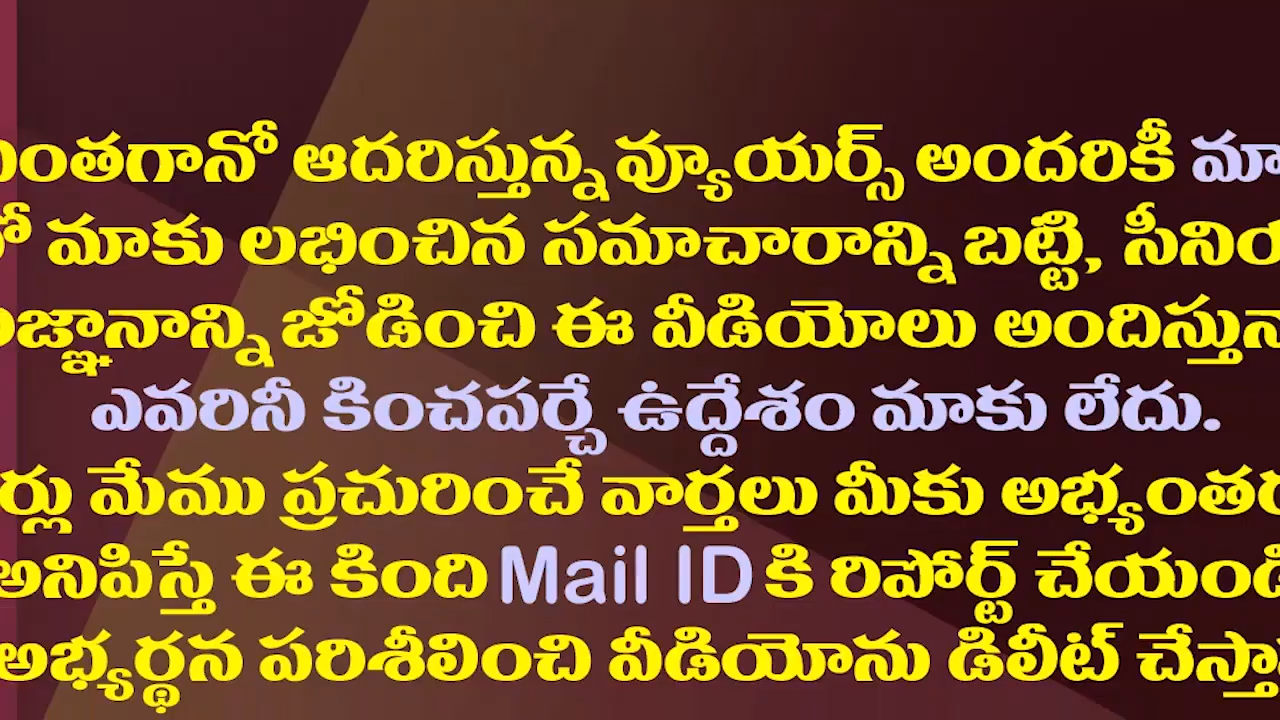 ఎంతగానో ఆదరిస్తున్న వ్యూయర్స్ అందరికీ మా
మాకు లభించిన సమాచారాన్ని బట్టి, సీనియ
జోడించి ఈ వీడియోలు అందిస్తున్నా
ఎవరినీ కించపర్చే ఉద్దేశం మాకు లేదు.
ర్లు మేము ప్రచురించే వార్తలు మీకు అభ్యంతర
అనిపిస్తే ఈ కింది Mail ID కి రిపోర్ట్ చేయండి
అభ్యర్థన పరిశీలించి వీడియోను డిలీట్ చేస్తా